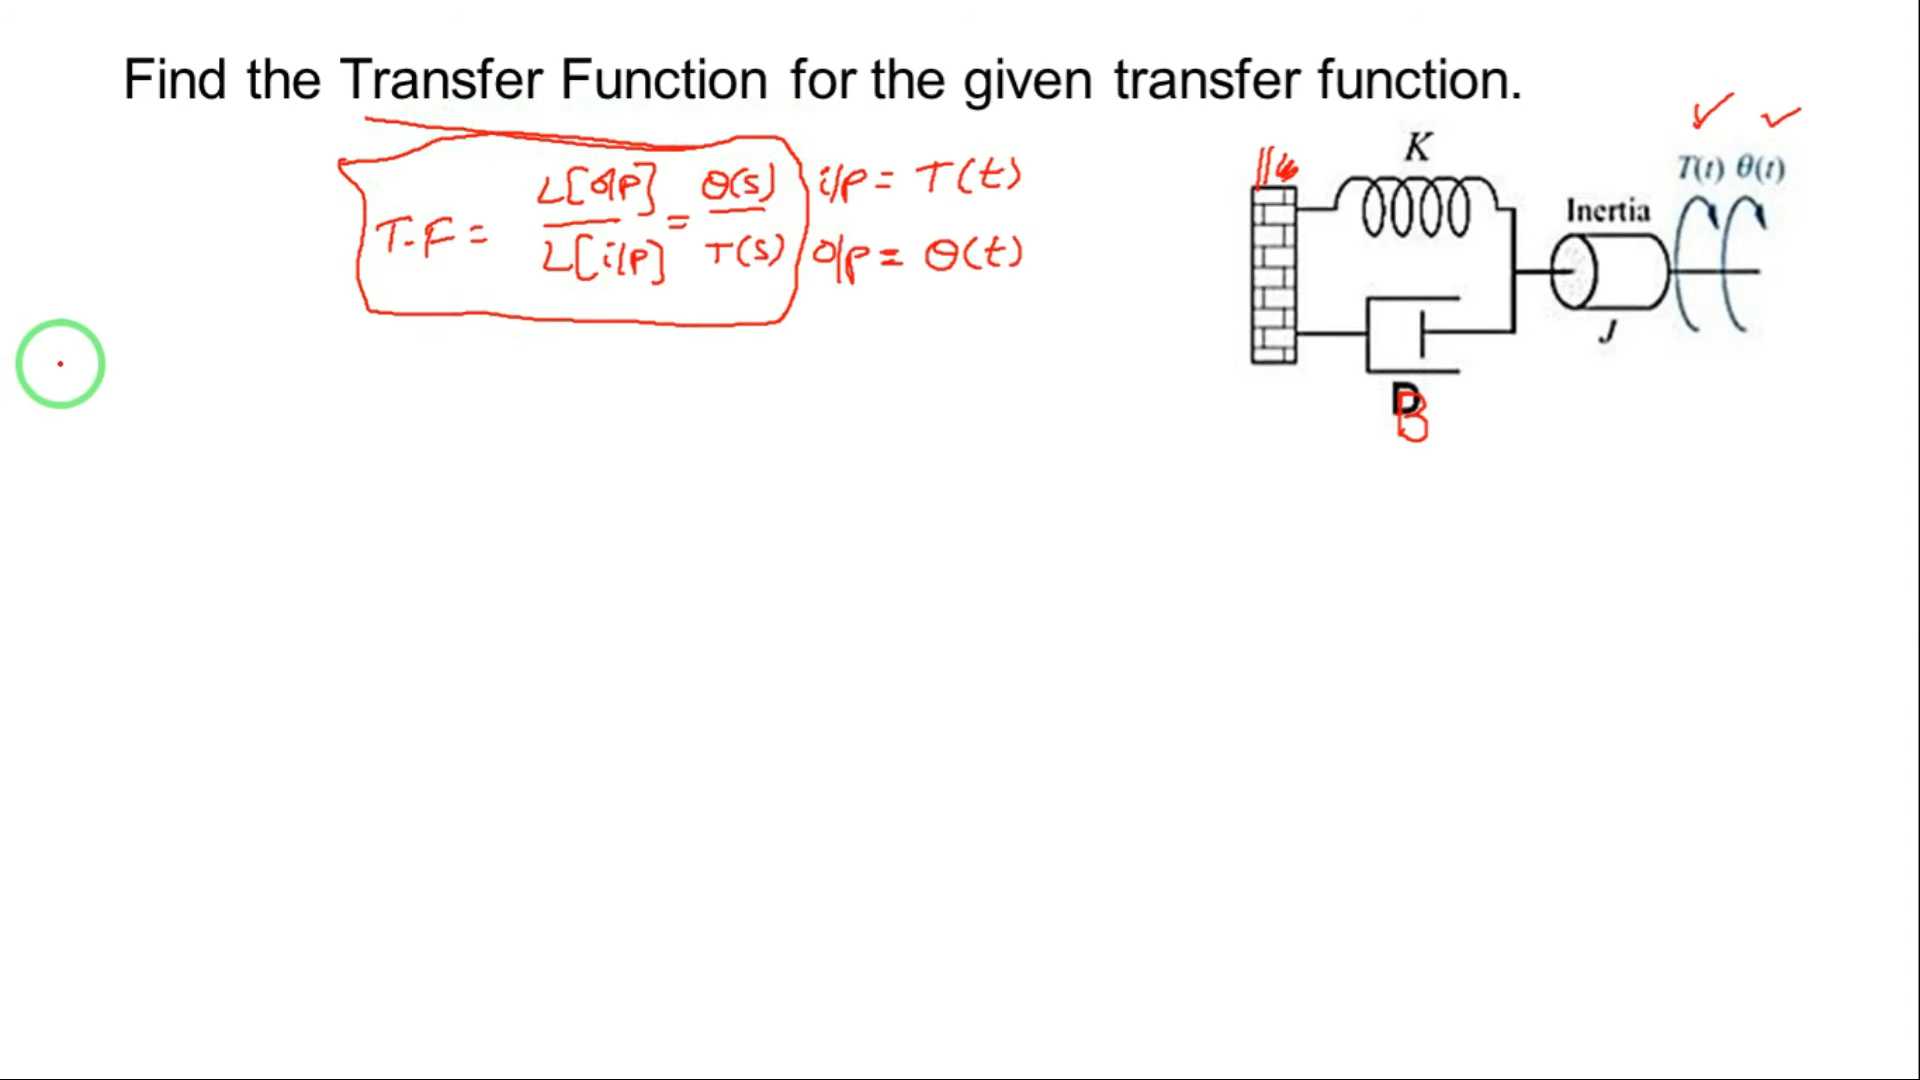 Find the Transfer Function for the given transfer function.
T.F = L[o/p] / L[i/p] = θ(s) / T(s)
i/p = T(t)
o/p = θ(t)
K
T(t) θ(t)
Inertia
J
D
B